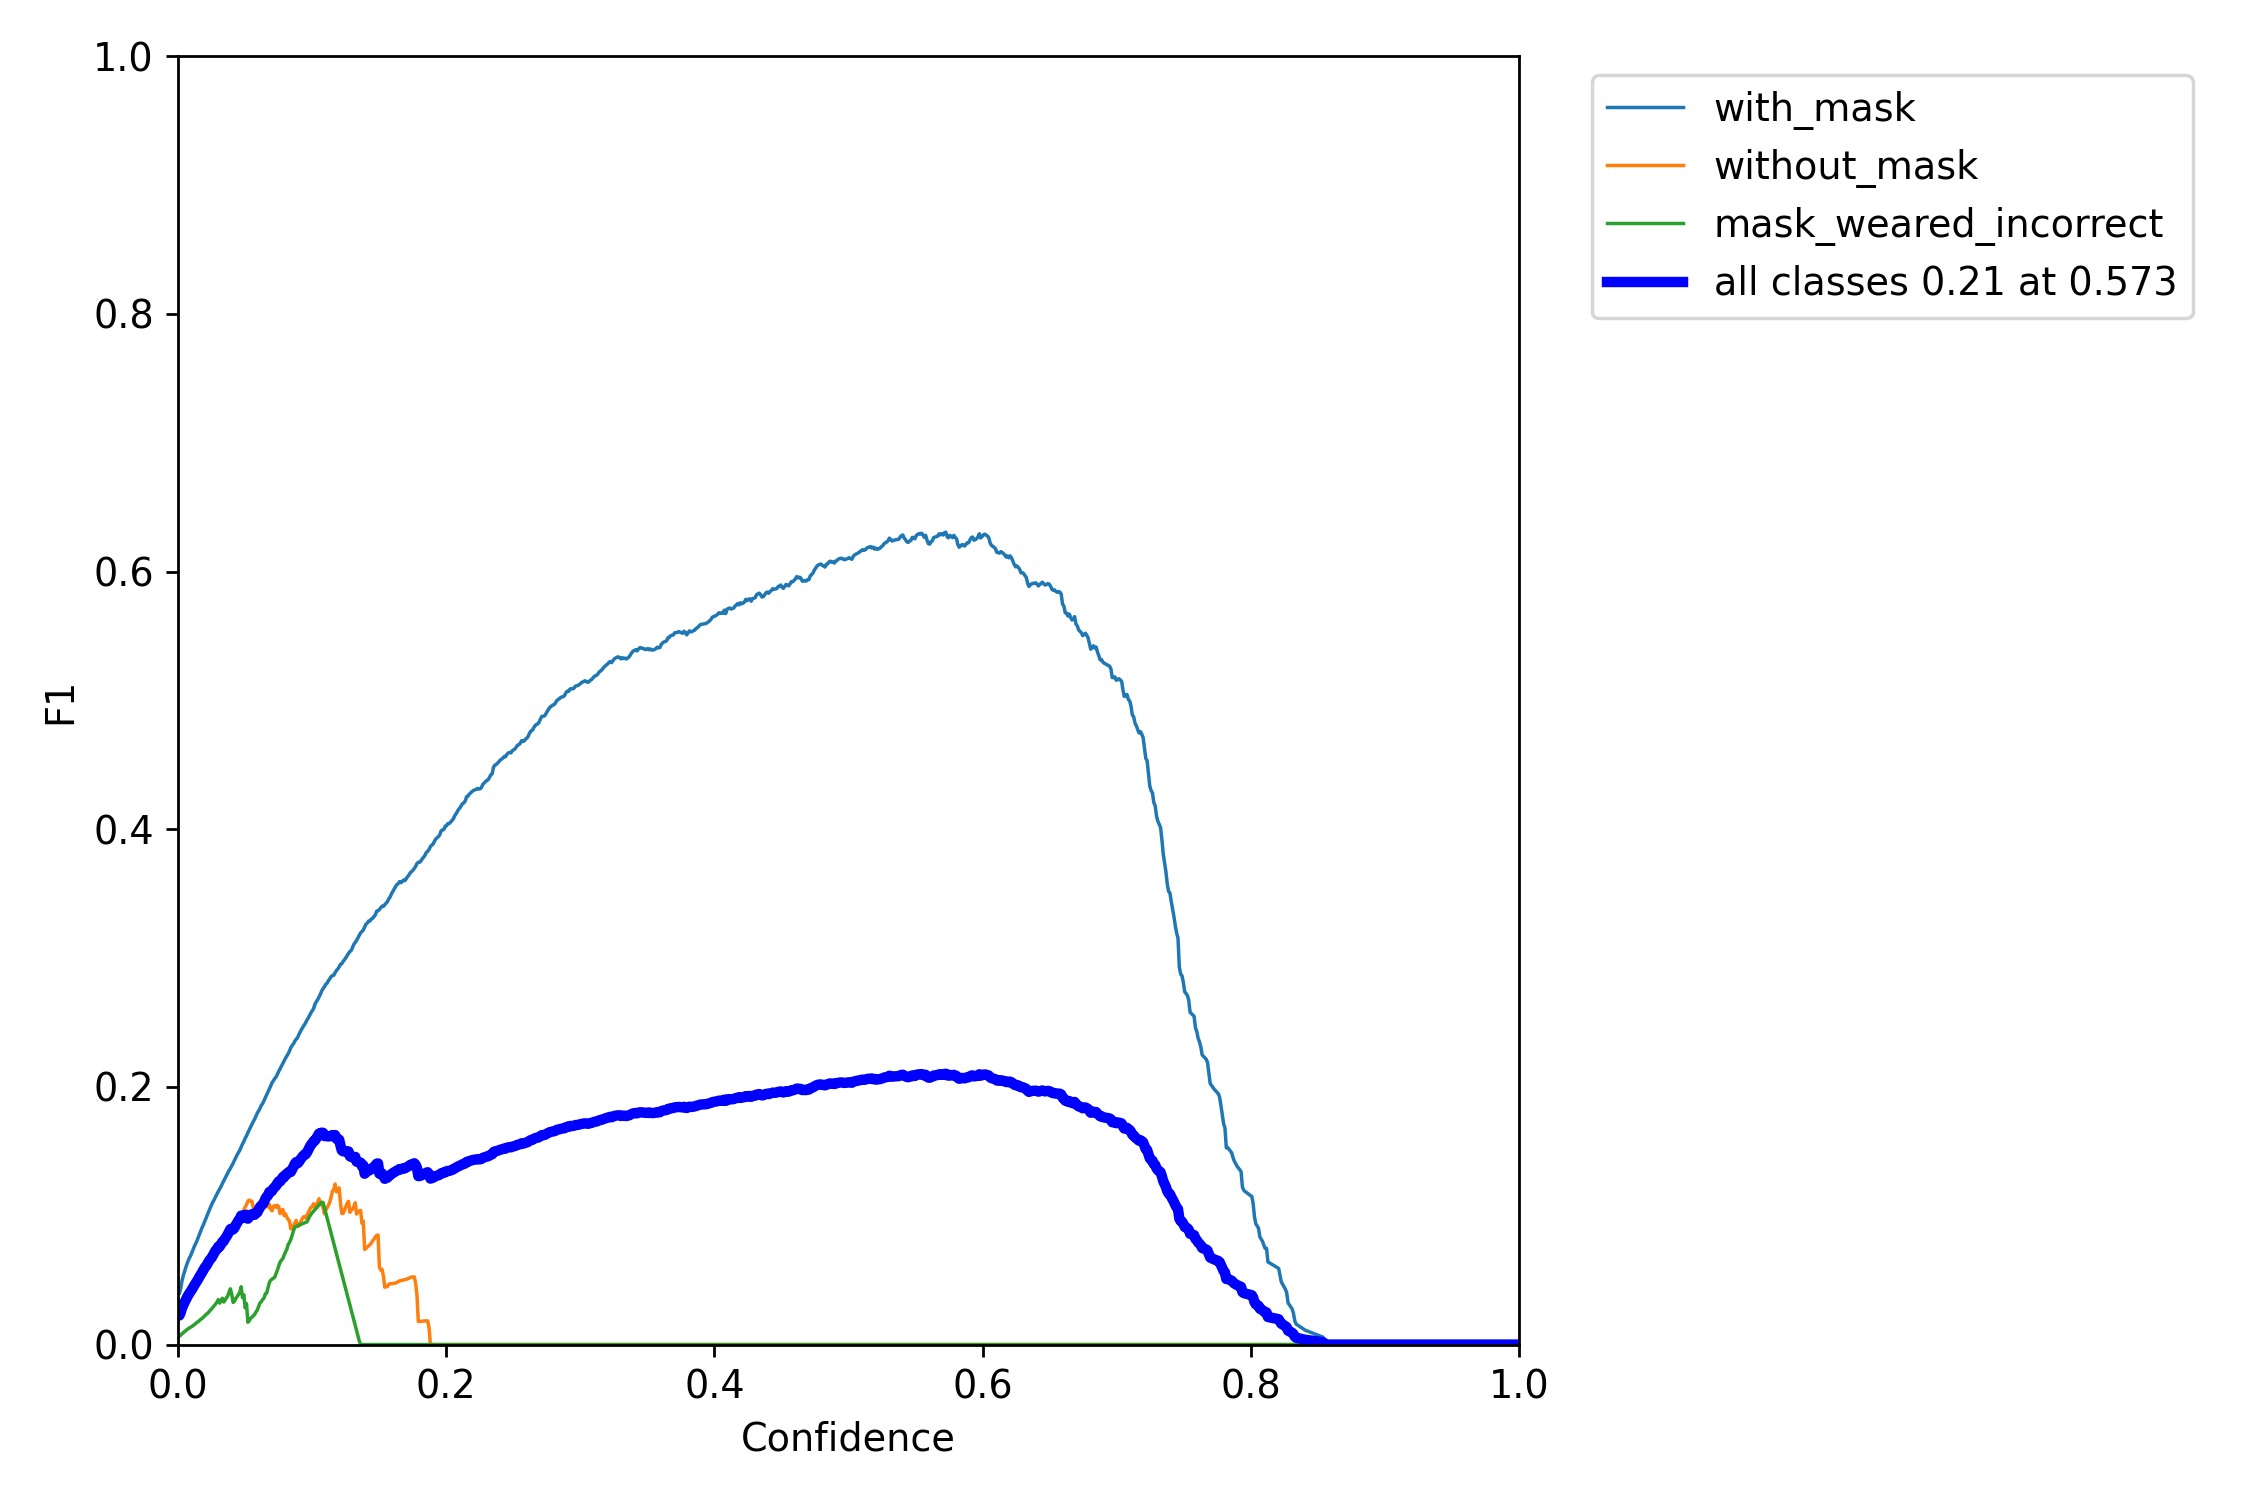 1.0
0.8
0.6
0.4
0.2
0.0
F1
0.0 0.2 0.4 0.6 0.8 1.0
Confidence
with_mask
without_mask
mask_weared_incorrect
all classes 0.21 at 0.573